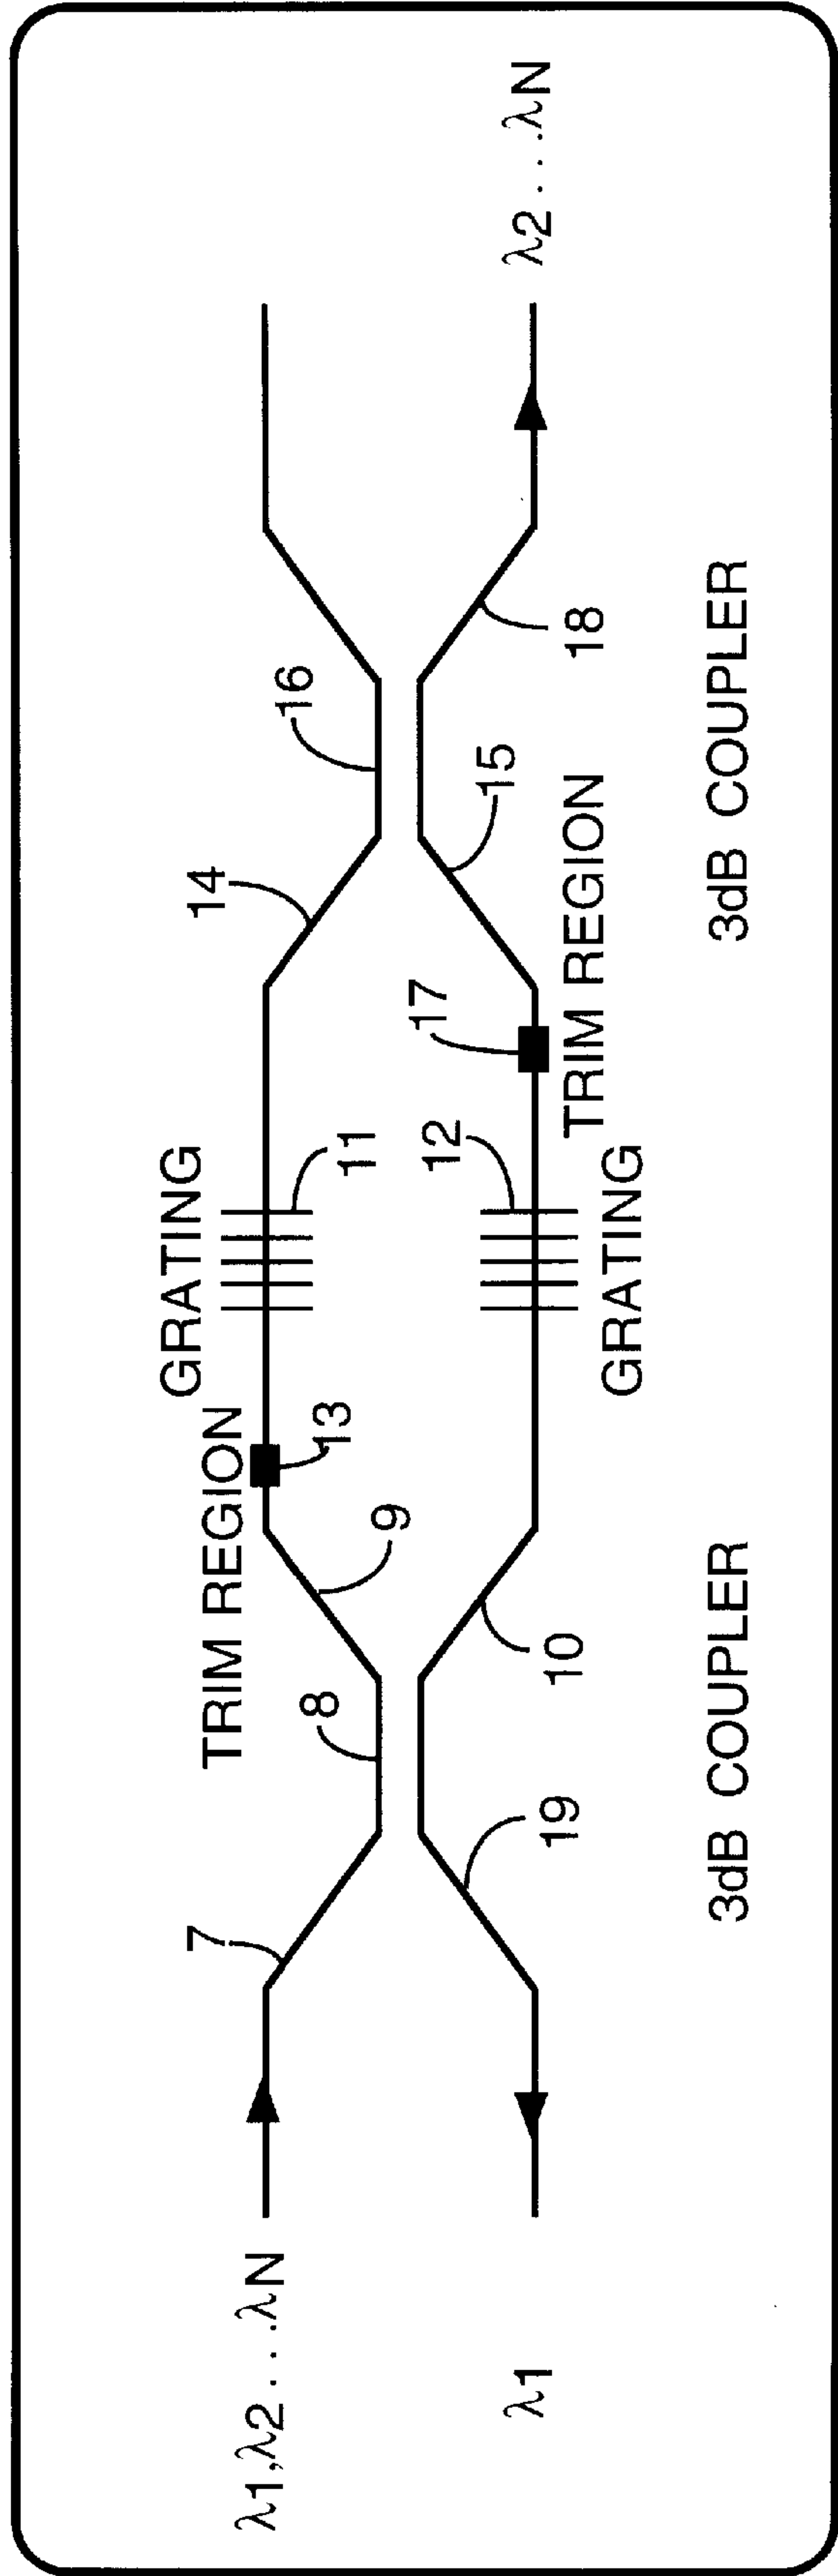 λ1,λ2...λN
λ1
7
19
8
TRIM REGION
9
10
13
GRATING
GRATING
11
12
17
TRIM REGION
14
15
16
18
3dB COUPLER
3dB COUPLER
λ2...λN